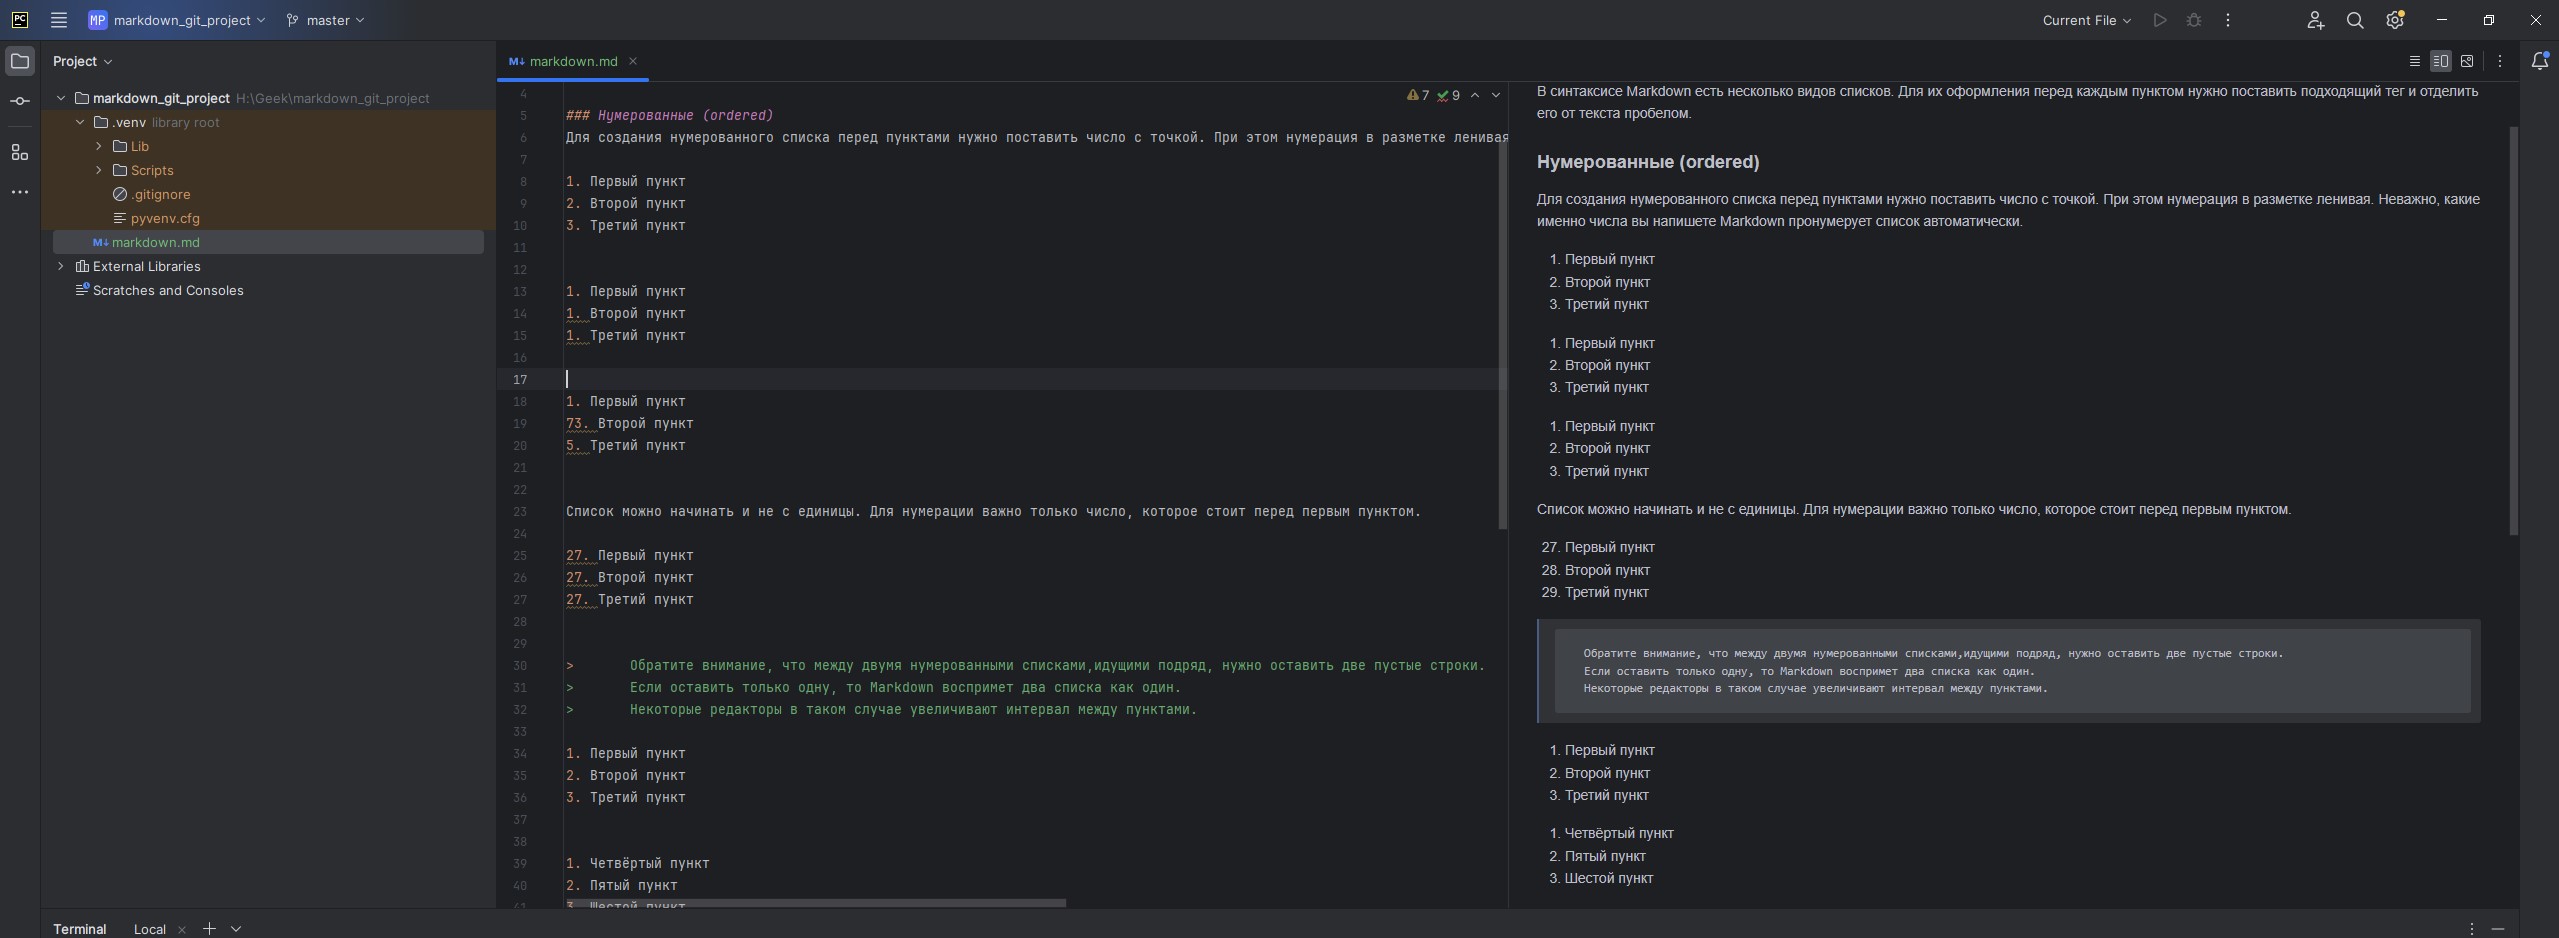 PC
MP markdown_git_project master
Current File
Project
markdown_git_project H:\Geek\markdown_git_project
.venv library root
Lib
Scripts
.gitignore
pyvenv.cfg
M↓ markdown.md
External Libraries
Scratches and Consoles
M↓ markdown.md
7 9
4
5 ### Нумерованные (ordered)
6 Для создания нумерованного списка перед пунктами нужно поставить число с точкой. При этом нумерация в разметке ленивая
7
8 1. Первый пункт
9 2. Второй пункт
10 3. Третий пункт
11
12
13 1. Первый пункт
14 1. Второй пункт
15 1. Третий пункт
16
17
18 1. Первый пункт
19 73. Второй пункт
20 5. Третий пункт
21
22
23 Список можно начинать и не с единицы. Для нумерации важно только число, которое стоит перед первым пунктом.
24
25 27. Первый пункт
26 27. Второй пункт
27 27. Третий пункт
28
29
30 > Обратите внимание, что между двумя нумерованными списками,идущими подряд, нужно оставить две пустые строки.
31 > Если оставить только одну, то Markdown воспримет два списка как один.
32 > Некоторые редакторы в таком случае увеличивают интервал между пунктами.
33
34 1. Первый пункт
35 2. Второй пункт
36 3. Третий пункт
37
38
39 1. Четвёртый пункт
40 2. Пятый пункт
41 3. Шестой пункт
В синтаксисе Markdown есть несколько видов списков. Для их оформления перед каждым пунктом нужно поставить подходящий тег и отделить
его от текста пробелом.
Нумерованные (ordered)
Для создания нумерованного списка перед пунктами нужно поставить число с точкой. При этом нумерация в разметке ленивая. Неважно, какие
именно числа вы напишете Markdown пронумерует список автоматически.
1. Первый пункт
2. Второй пункт
3. Третий пункт
1. Первый пункт
2. Второй пункт
3. Третий пункт
1. Первый пункт
2. Второй пункт
3. Третий пункт
Список можно начинать и не с единицы. Для нумерации важно только число, которое стоит перед первым пунктом.
27. Первый пункт
28. Второй пункт
29. Третий пункт
Обратите внимание, что между двумя нумерованными списками,идущими подряд, нужно оставить две пустые строки.
Если оставить только одну, то Markdown воспримет два списка как один.
Некоторые редакторы в таком случае увеличивают интервал между пунктами.
1. Первый пункт
2. Второй пункт
3. Третий пункт
1. Четвёртый пункт
2. Пятый пункт
3. Шестой пункт
Terminal Local